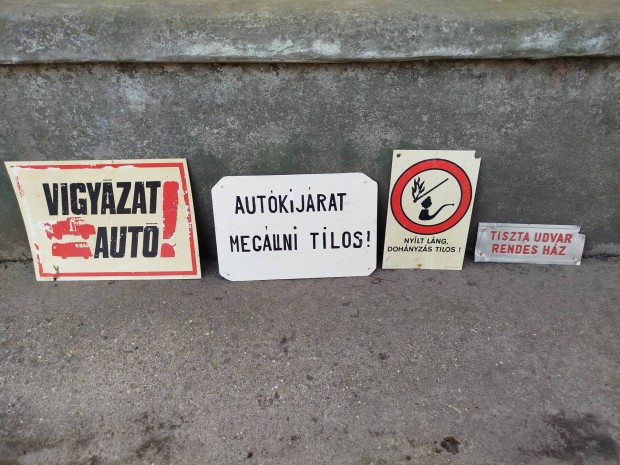 VIGYÁZAT
AUTÓ!
AUTÓKIJÁRAT
MEGÁLLNI TILOS!
NYÍLT LÁNG,
DOHÁNYZÁS TILOS !
TISZTA UDVAR
RENDES HÁZ